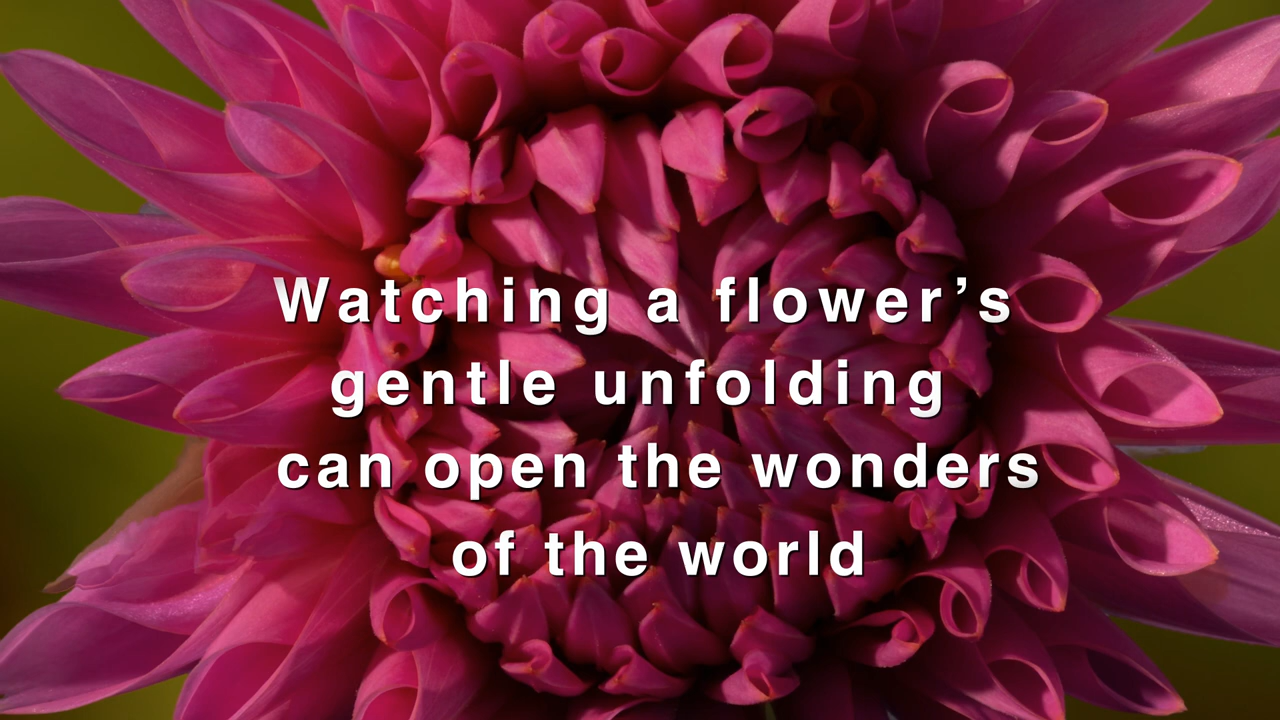 Watching a flower’s
gentle unfolding
can open the wonders
of the world